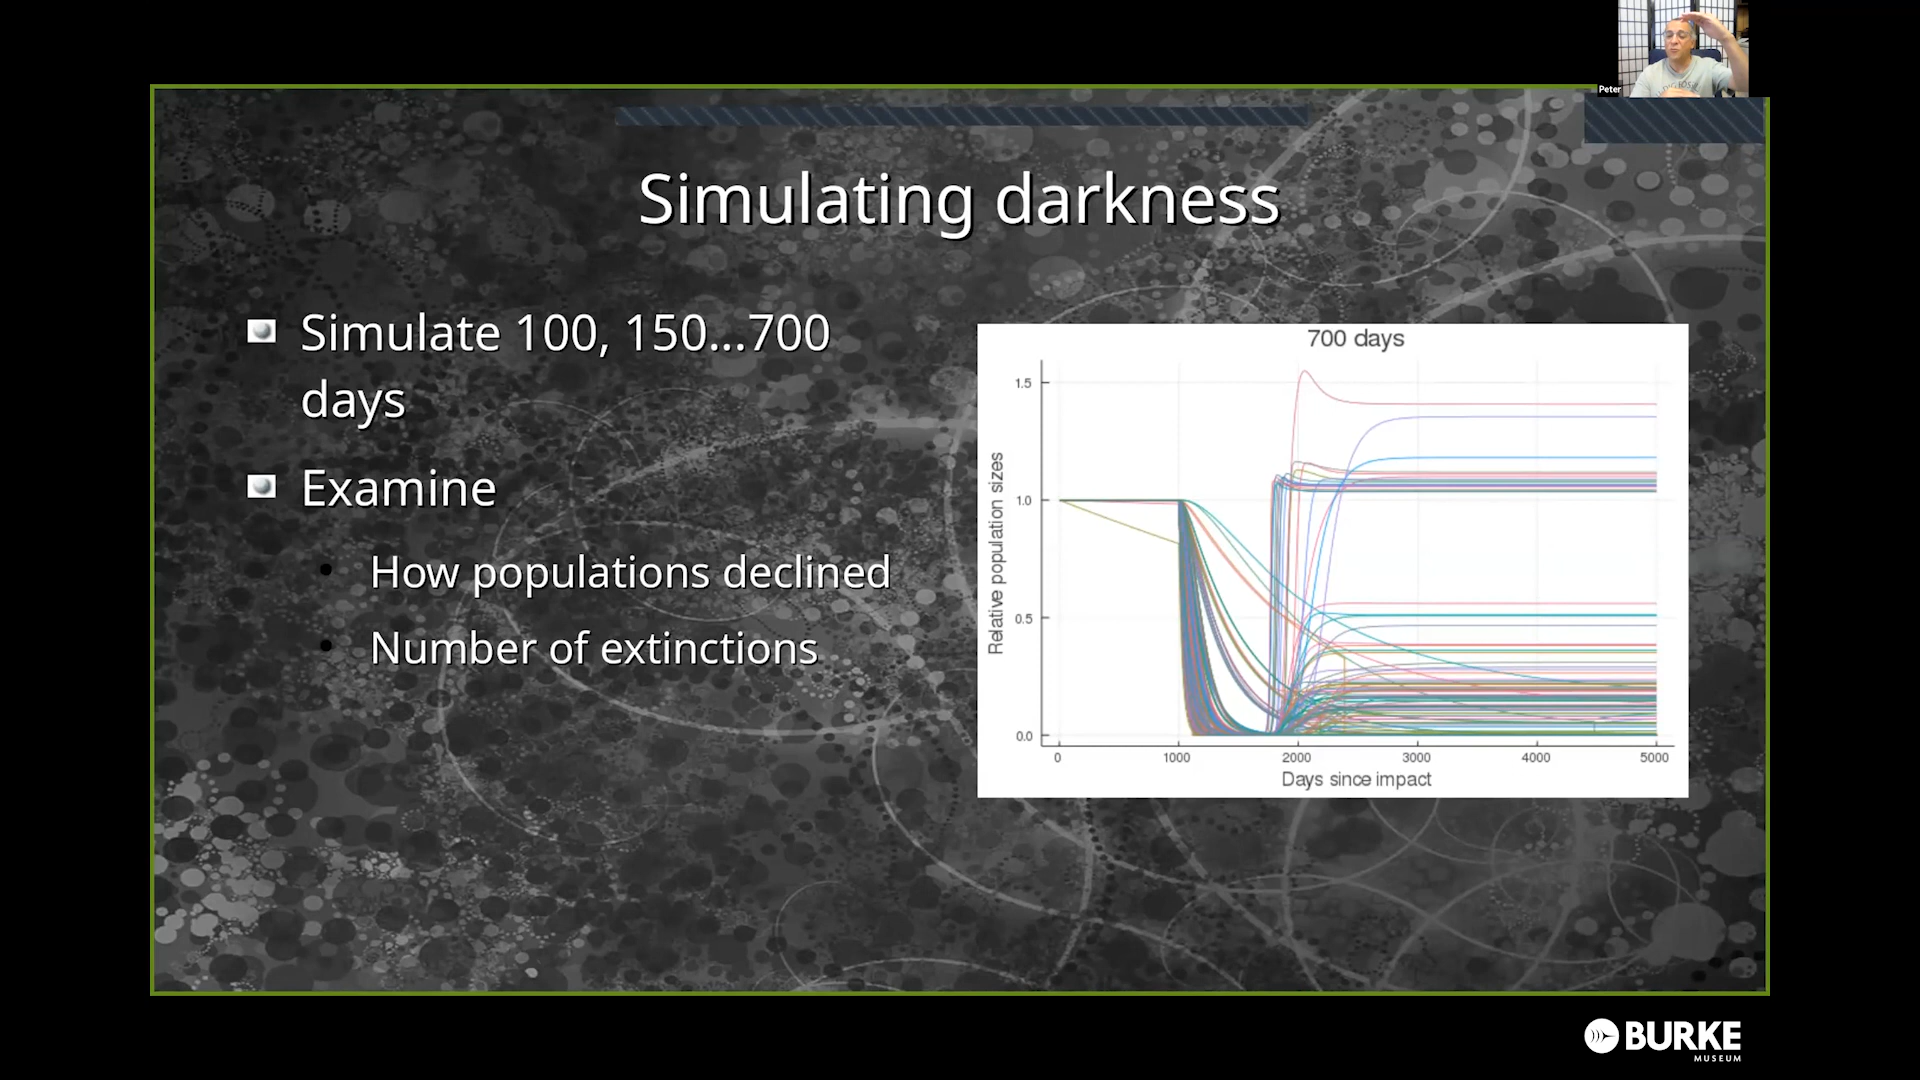 Peter
Simulating darkness
Simulate 100, 150...700
days
Examine
How populations declined
Number of extinctions
700 days
Relative population sizes
1.5
1.0
0.5
0.0
0 1000 2000 3000 4000 5000
Days since impact
BURKE
MUSEUM